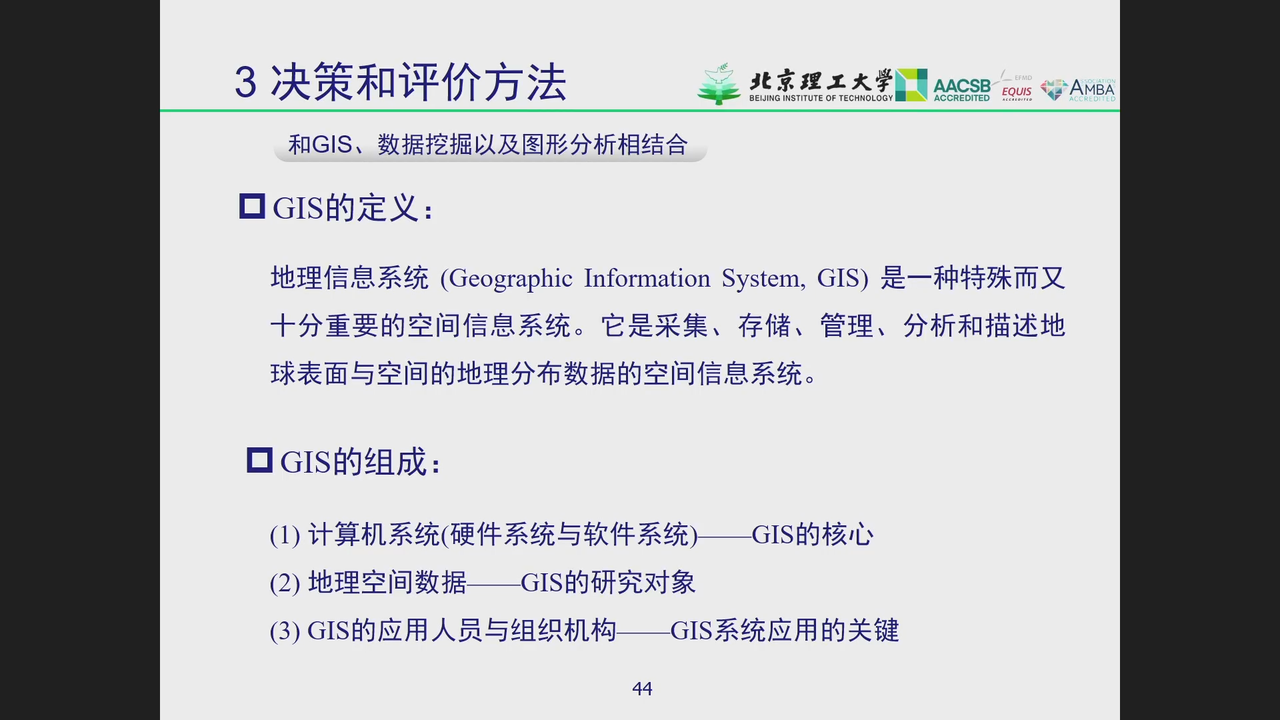 3 决策和评价方法
北京理工大学
BEIJING INSTITUTE OF TECHNOLOGY
AACSB
ACCREDITED
EFMD
EQUIS
ACCREDITED
ASSOCIATION
AMBA
ACCREDITED
和GIS、数据挖掘以及图形分析相结合
GIS的定义：
地理信息系统 (Geographic Information System, GIS) 是一种特殊而又
十分重要的空间信息系统。它是采集、存储、管理、分析和描述地
球表面与空间的地理分布数据的空间信息系统。
GIS的组成：
(1) 计算机系统(硬件系统与软件系统)——GIS的核心
(2) 地理空间数据——GIS的研究对象
(3) GIS的应用人员与组织机构——GIS系统应用的关键
44